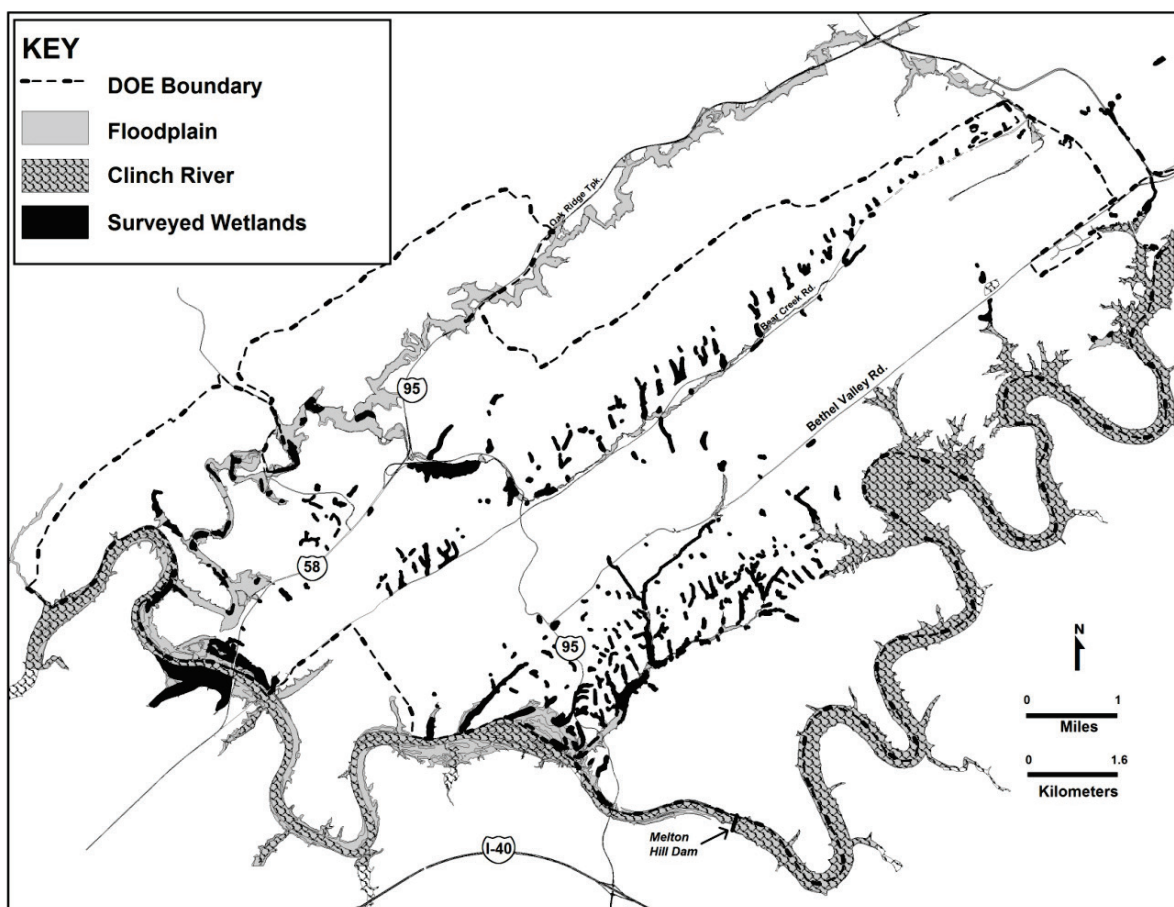 KEY
DOE Boundary
Floodplain
Clinch River
Surveyed Wetlands
Oak Ridge Tpk.
Bear Creek Rd.
95
Bethel Valley Rd.
58
95
N
0 1
Miles
0 1.6
Kilometers
Melton
Hill Dam
I-40